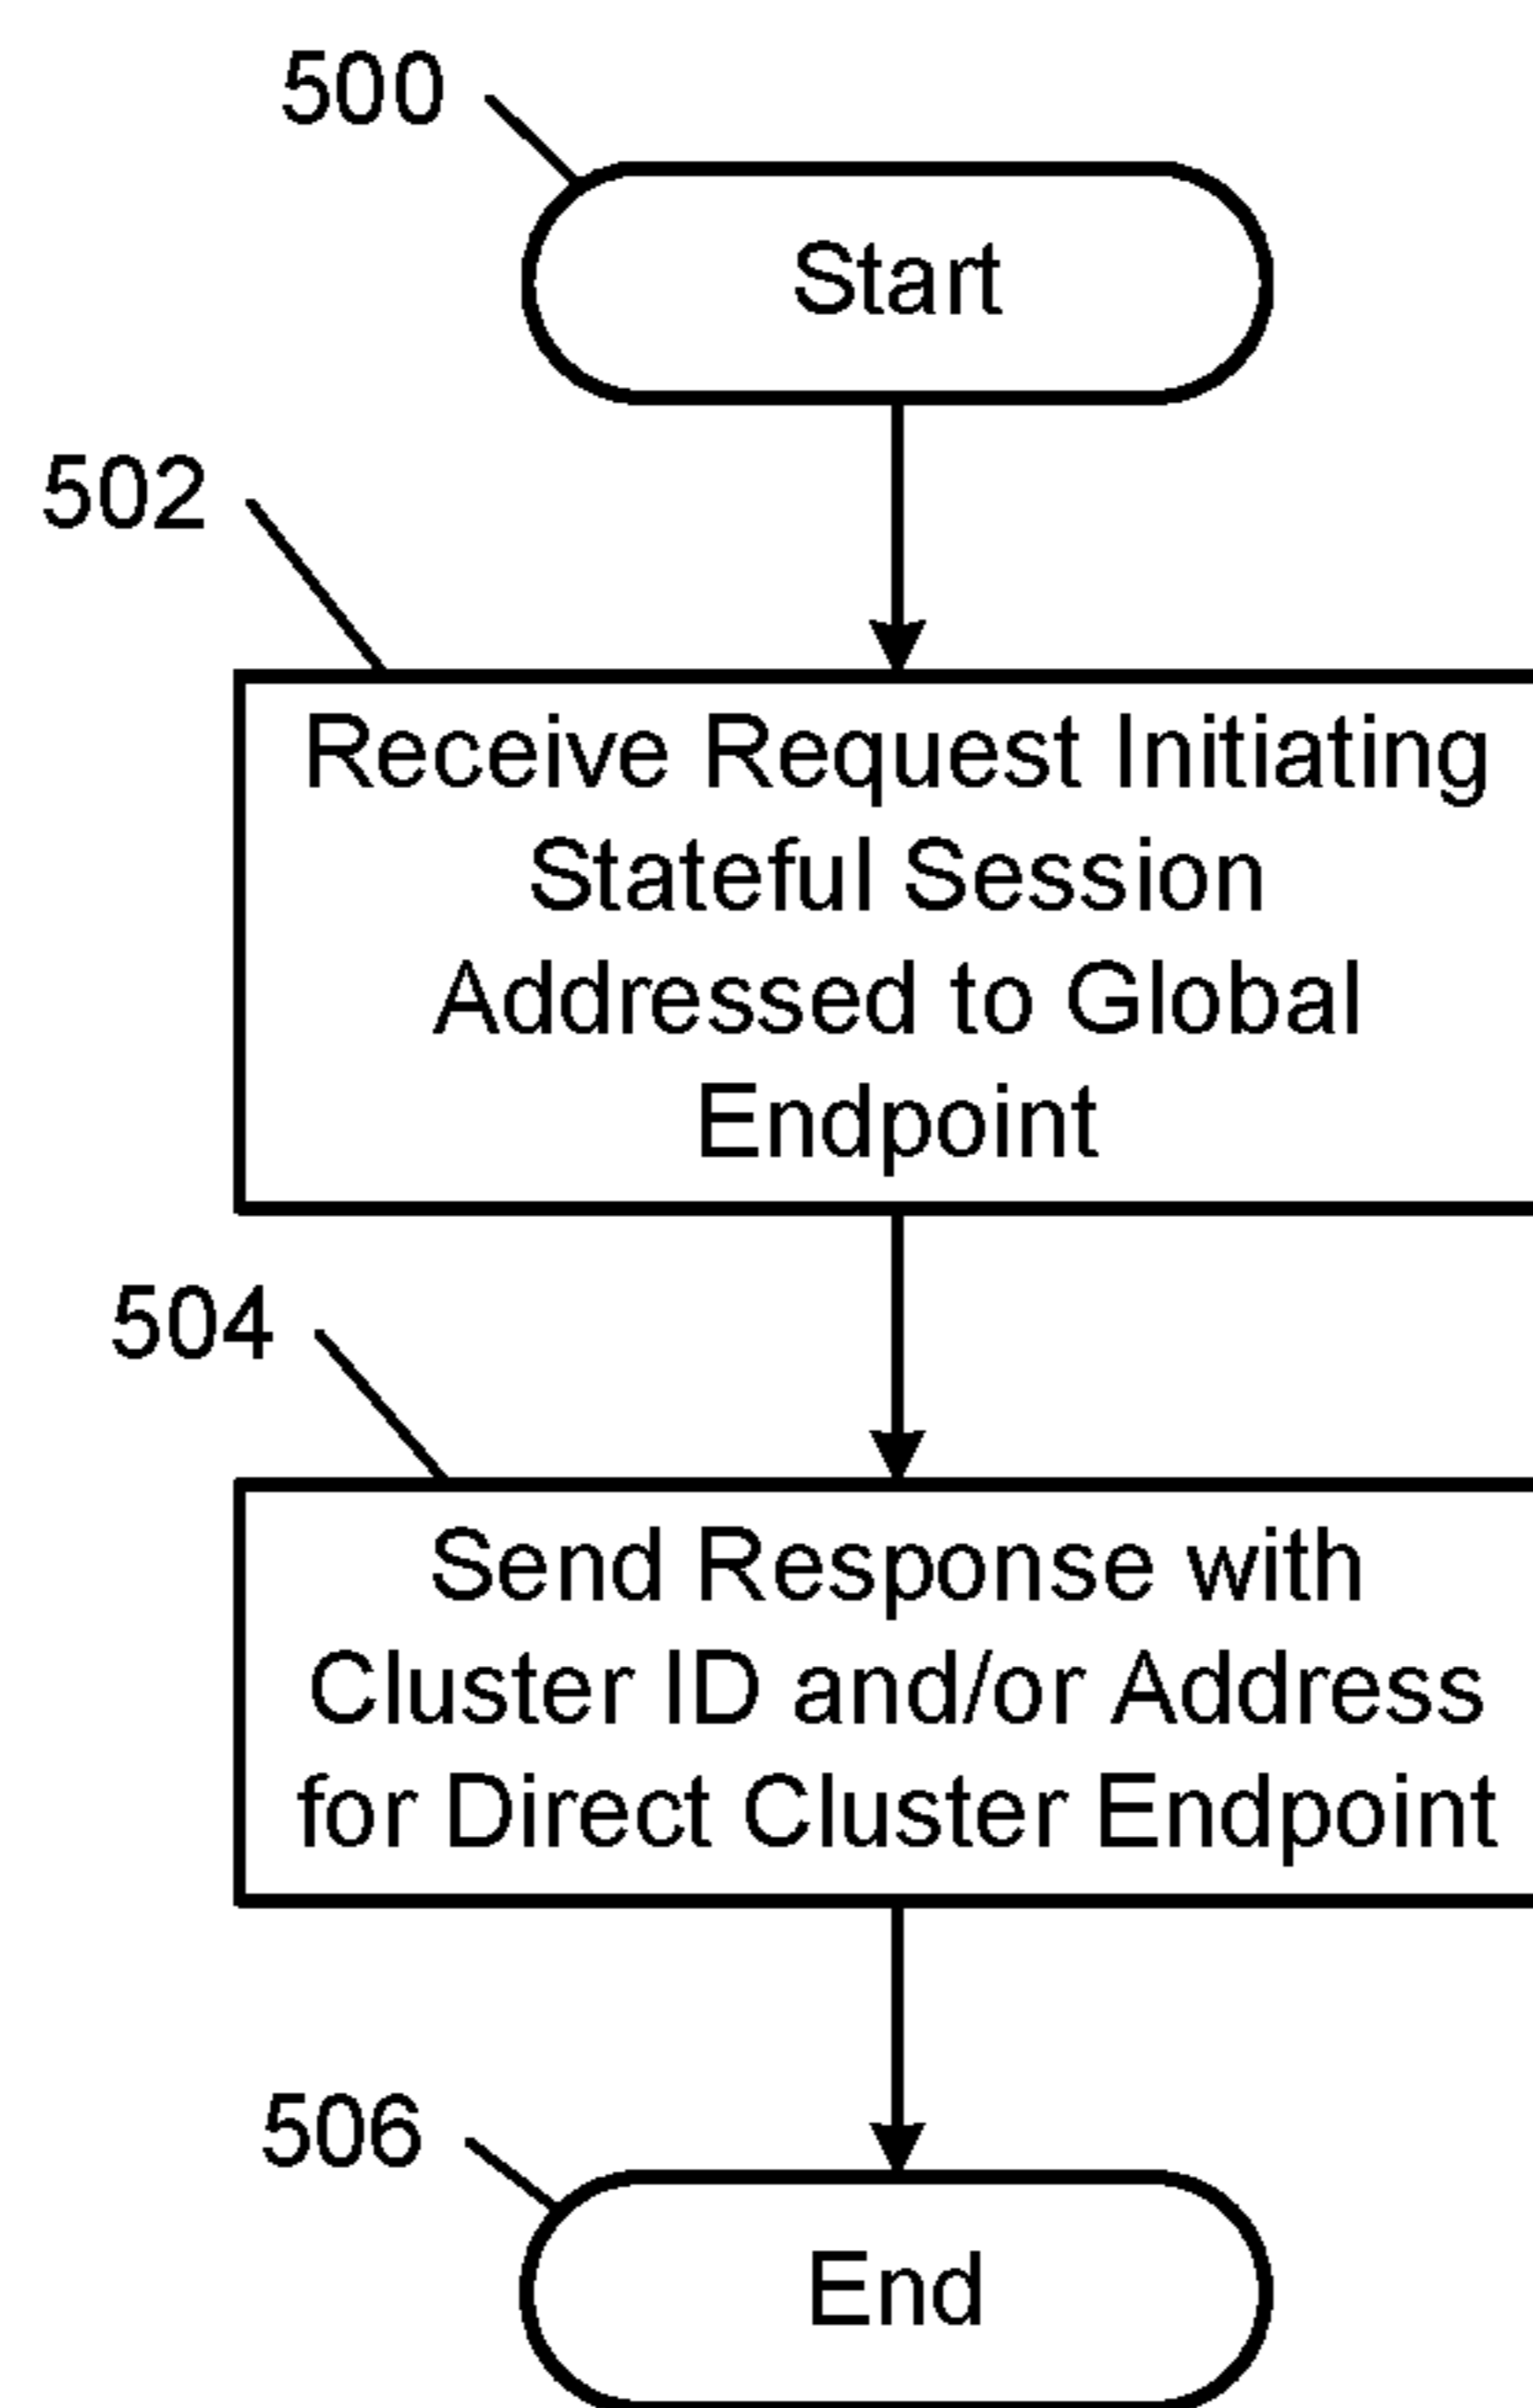 500
Start
502
Receive Request Initiating
Stateful Session
Addressed to Global
Endpoint
504
Send Response with
Cluster ID and/or Address
for Direct Cluster Endpoint
506
End